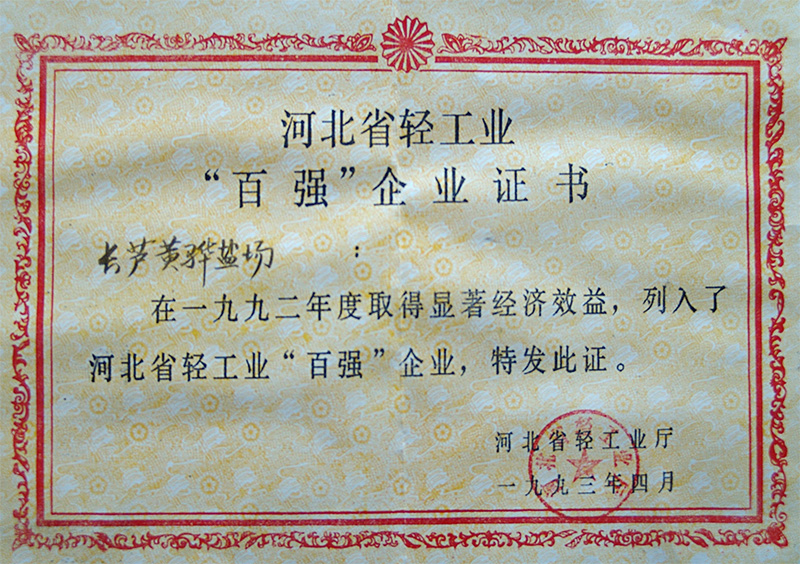 河北省轻工业
“百强”企业证书
长芦黄骅盐场：
在一九九二年度取得显著经济效益，列入了
河北省轻工业“百强”企业，特发此证。
河北省轻工业厅
一九九三年四月